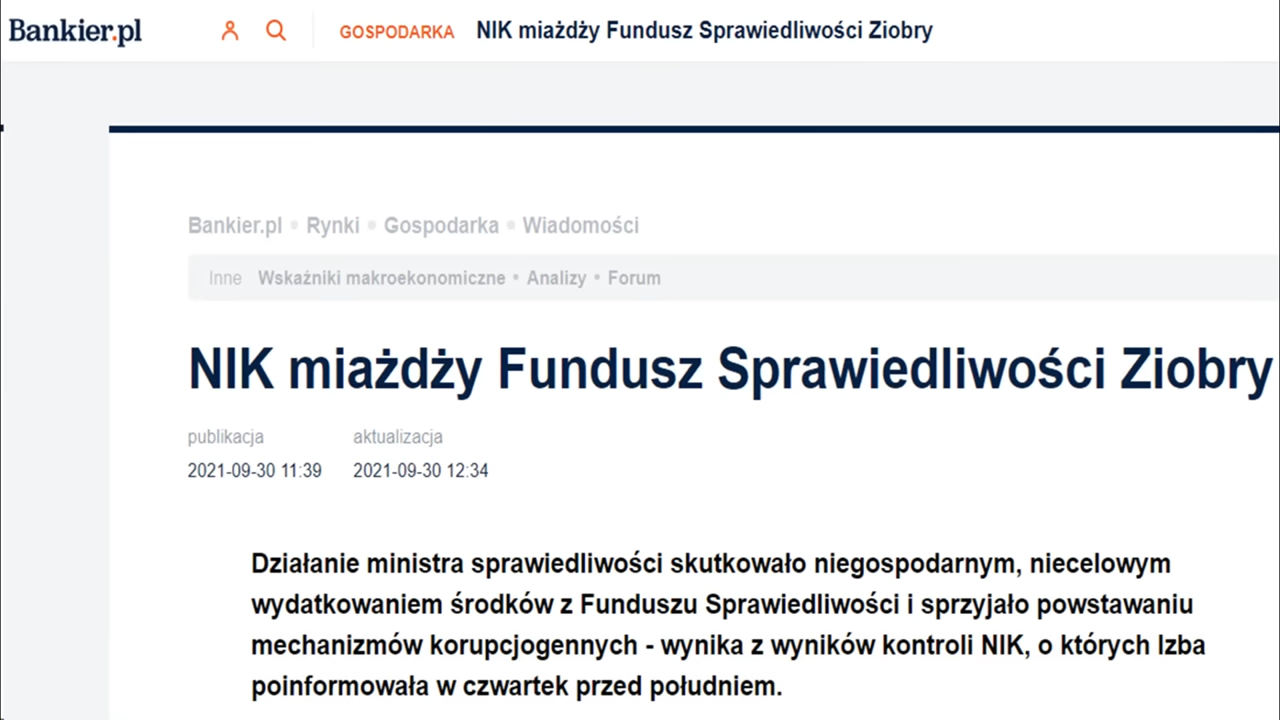 Bankier.pl GOSPODARKA NIK miażdży Fundusz Sprawiedliwości Ziobry
Bankier.pl • Rynki • Gospodarka • Wiadomości
Inne Wskaźniki makroekonomiczne • Analizy • Forum
NIK miażdży Fundusz Sprawiedliwości Ziobry
publikacja aktualizacja
2021-09-30 11:39 2021-09-30 12:34
Działanie ministra sprawiedliwości skutkowało niegospodarnym, niecelowym
wydatkowaniem środków z Funduszu Sprawiedliwości i sprzyjało powstawaniu
mechanizmów korupcjogennych - wynika z wyników kontroli NIK, o których Izba
poinformowała w czwartek przed południem.